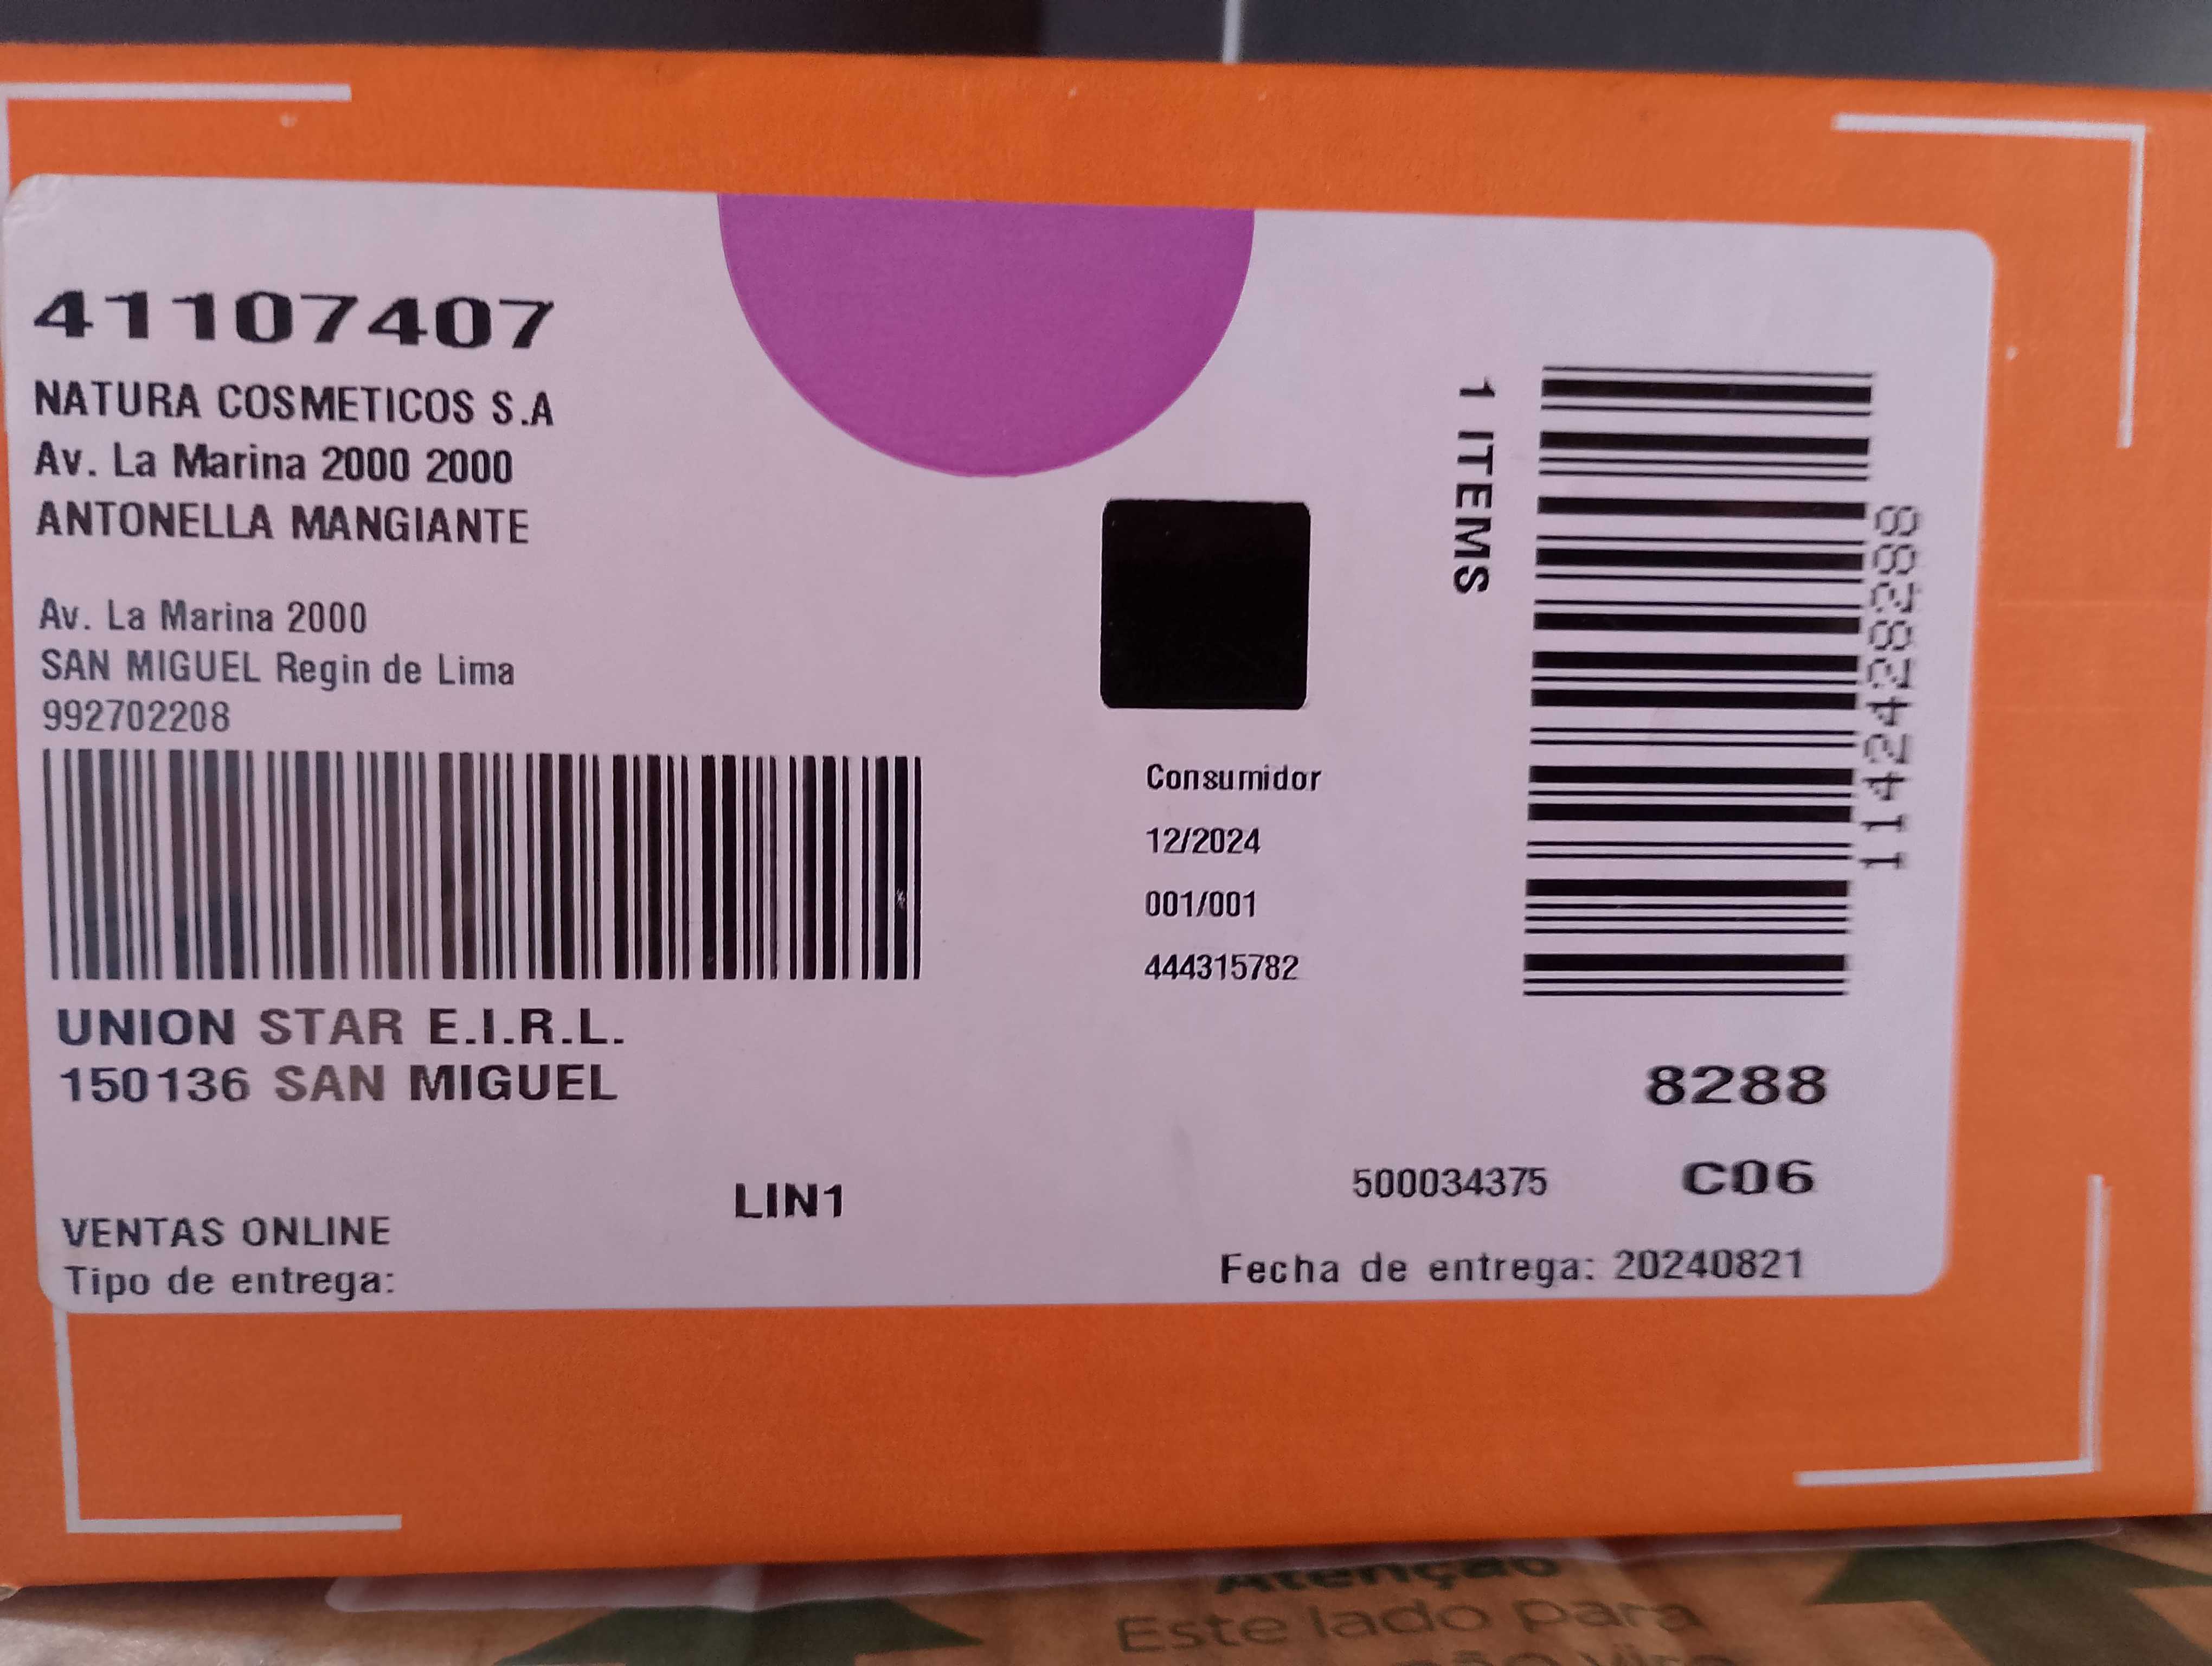 41107407
NATURA COSMETICOS S.A
Av. La Marina 2000 2000
ANTONELLA MANGIANTE
Av. La Marina 2000
SAN MIGUEL Regin de Lima
992702208
UNION STAR E.I.R.L.
150136 SAN MIGUEL
LIN1
VENTAS ONLINE
Tipo de entrega:
Consumidor
12/2024
001/001
444315782
1 ITEMS
114242828288
8288
500034375 C06
Fecha de entrega: 20240821
Atenção
Este lado para